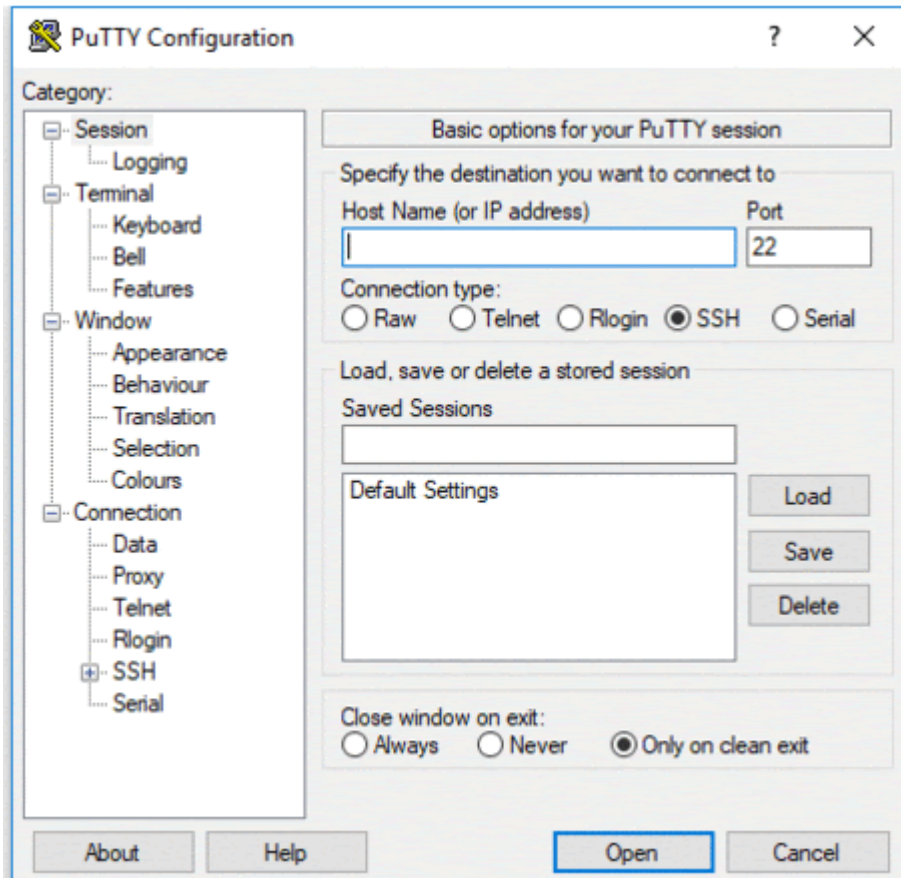 PuTTY Configuration
?
Category:
Session
Logging
Terminal
Keyboard
Bell
Features
Window
Appearance
Behaviour
Translation
Selection
Colours
Connection
Data
Proxy
Telnet
Rlogin
SSH
Serial
Basic options for your PuTTY session
Specify the destination you want to connect to
Host Name (or IP address) Port
22
Connection type:
Raw Telnet Rlogin SSH Serial
Load, save or delete a stored session
Saved Sessions
Default Settings
Load
Save
Delete
Close window on exit:
Always Never Only on clean exit
About Help Open Cancel